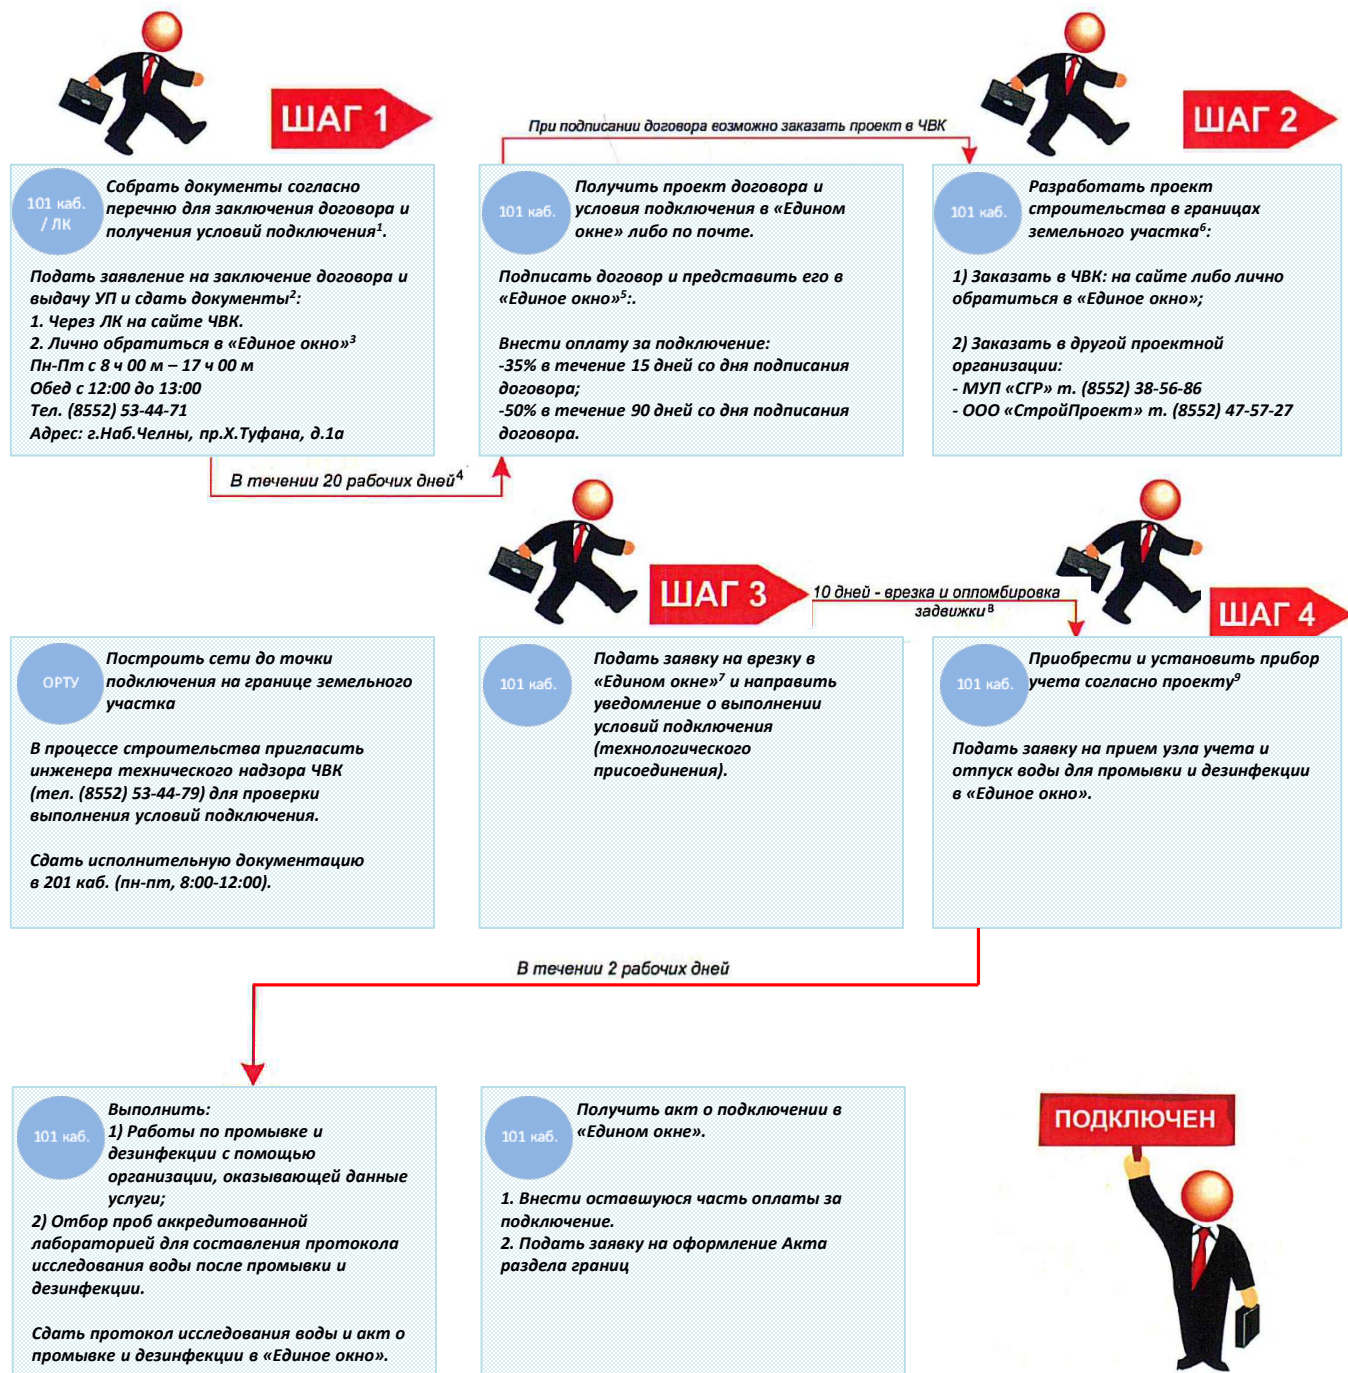 ШАГ 1
При подписании договора возможно заказать проект в ЧВК
ШАГ 2
101 каб.
/ ЛК
Собрать документы согласно
перечню для заключения договора и
получения условий подключения¹.
Подать заявление на заключение договора и
выдачу УП и сдать документы²:
1. Через ЛК на сайте ЧВК.
2. Лично обратиться в «Единое окно»³
Пн-Пт с 8 ч 00 м – 17 ч 00 м
Обед с 12:00 до 13:00
Тел. (8552) 53-44-71
Адрес: г.Наб.Челны, пр.Х.Туфана, д.1а
101 каб.
Получить проект договора и
условия подключения в «Едином
окне» либо по почте.
Подписать договор и представить его в
«Единое окно»⁵:.
Внести оплату за подключение:
-35% в течение 15 дней со дня подписания
договора;
-50% в течение 90 дней со дня подписания
договора.
101 каб.
Разработать проект
строительства в границах
земельного участка⁶:
1) Заказать в ЧВК: на сайте либо лично
обратиться в «Единое окно»;
2) Заказать в другой проектной
организации:
- МУП «СГР» т. (8552) 38-56-86
- ООО «СтройПроект» т. (8552) 47-57-27
В течении 20 рабочих дней⁴
ШАГ 3
10 дней - врезка и опломбировка
задвижки⁸
ШАГ 4
ОРТУ
Построить сети до точки
подключения на границе земельного
участка
В процессе строительства пригласить
инженера технического надзора ЧВК
(тел. (8552) 53-44-79) для проверки
выполнения условий подключения.
Сдать исполнительную документацию
в 201 каб. (пн-пт, 8:00-12:00).
101 каб.
Подать заявку на врезку в
«Едином окне»⁷ и направить
уведомление о выполнении
условий подключения
(технологического
присоединения).
101 каб.
Приобрести и установить прибор
учета согласно проекту⁹
Подать заявку на прием узла учета и
отпуск воды для промывки и дезинфекции
в «Единое окно».
В течении 2 рабочих дней
101 каб.
Выполнить:
1) Работы по промывке и
дезинфекции с помощью
организации, оказывающей данные
услуги;
2) Отбор проб аккредитованной
лабораторией для составления протокола
исследования воды после промывки и
дезинфекции.
Сдать протокол исследования воды и акт о
промывке и дезинфекции в «Единое окно».
101 каб.
Получить акт о подключении в
«Едином окне».
1. Внести оставшуюся часть оплаты за
подключение.
2. Подать заявку на оформление Акта
раздела границ
ПОДКЛЮЧЕН